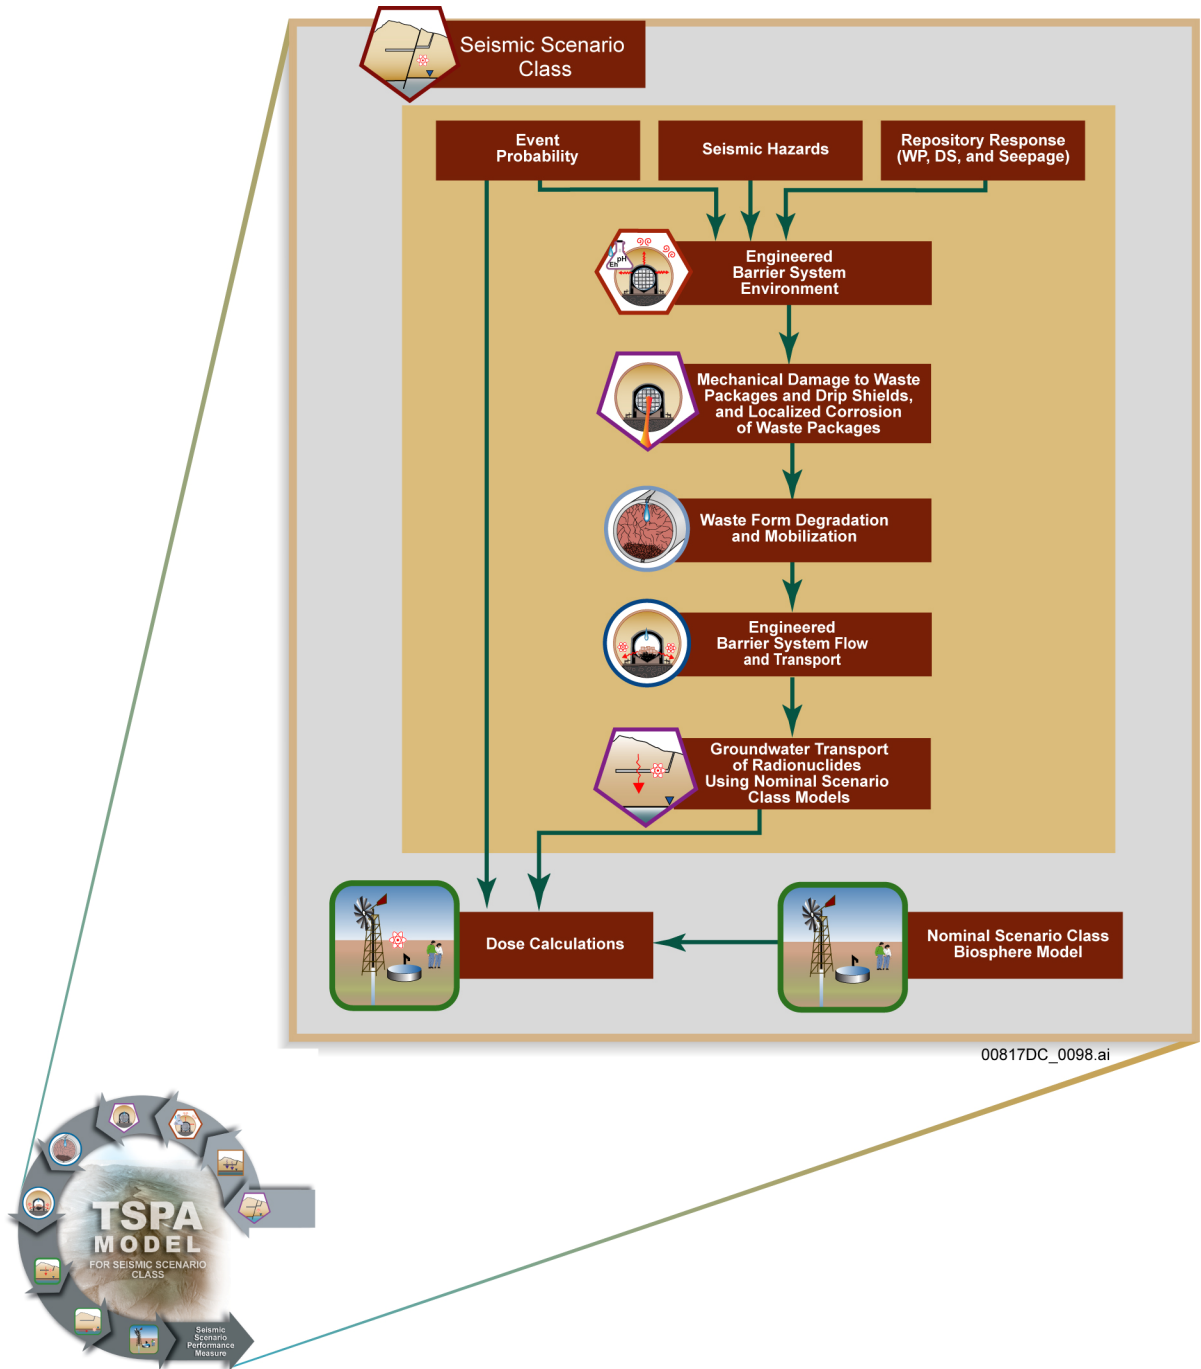 Seismic Scenario
Class
Event
Probability
Seismic Hazards
Repository Response
(WP, DS, and Seepage)
pH
Eh
Engineered
Barrier System
Environment
Mechanical Damage to Waste
Packages and Drip Shields,
and Localized Corrosion
of Waste Packages
Waste Form Degradation
and Mobilization
Engineered
Barrier System Flow
and Transport
Groundwater Transport
of Radionuclides
Using Nominal Scenario
Class Models
Dose Calculations
Nominal Scenario Class
Biosphere Model
00817DC_0098.ai
TSPA
MODEL
FOR SEISMIC SCENARIO
CLASS
Seismic
Scenario
Performance
Measure